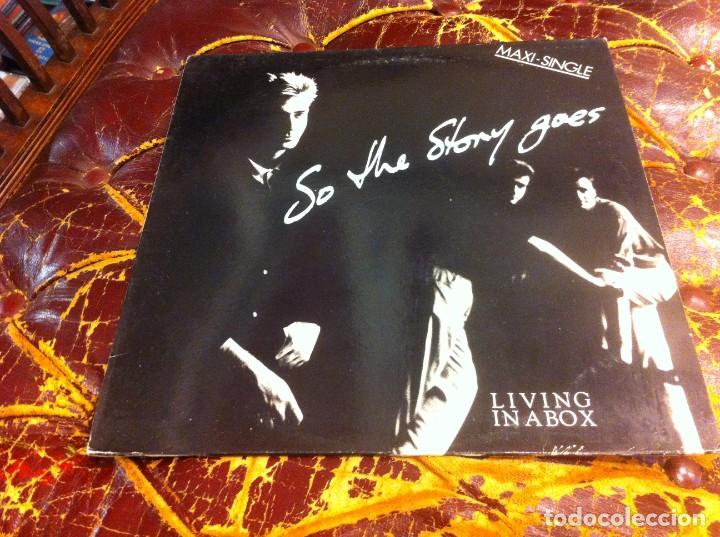 MAXI-SINGLE
So the Story goes
LIVING
IN A BOX
todocoleccion